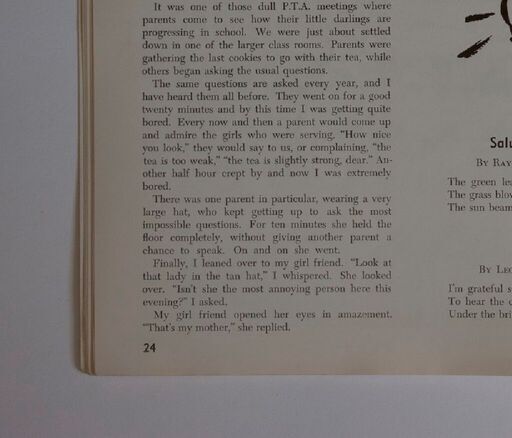 It was one of those dull P.T.A. meetings where
parents come to see how their little darlings are
progressing in school. We were just about settled
down in one of the larger class rooms. Parents were
gathering the last cookies to go with their tea, while
others began asking the usual questions.
The same questions are asked every year, and I
have heard them all before. They went on for a good
twenty minutes and by this time I was getting quite
bored. Every now and then a parent would come up
and admire the girls who were serving, "How nice
you look," they would say to us, or complaining, "the
tea is too weak," "the tea is slightly strong, dear." An-
other half hour crept by and now I was extremely
bored.
There was one parent in particular, wearing a very
large hat, who kept getting up to ask the most
impossible questions. For ten minutes she held the
floor completely, without giving another parent a
chance to speak. On and on she went.
Finally, I leaned over to my girl friend. "Look at
that lady in the tan hat," I whispered. She looked
over. "Isn't she the most annoying person here this
evening?" I asked.
My girl friend opened her eyes in amazement.
"That's my mother," she replied.
24
Salu
By Ray
The green lea
The grass blow
The sun beam
By Leo
I'm grateful s
To hear the c
Under the bri